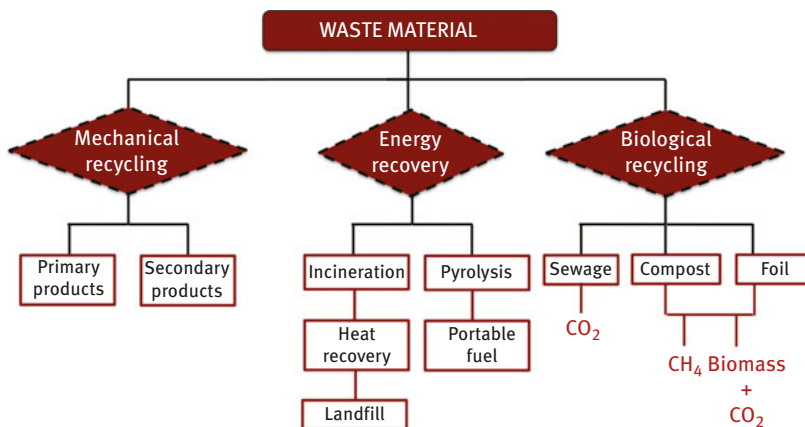 WASTE MATERIAL
Mechanical
recycling
Energy
recovery
Biological
recycling
Primary
products
Secondary
products
Incineration
Pyrolysis
Sewage
Compost
Foil
Heat
recovery
Portable
fuel
CO₂
CH₄ Biomass
+
CO₂
Landfill